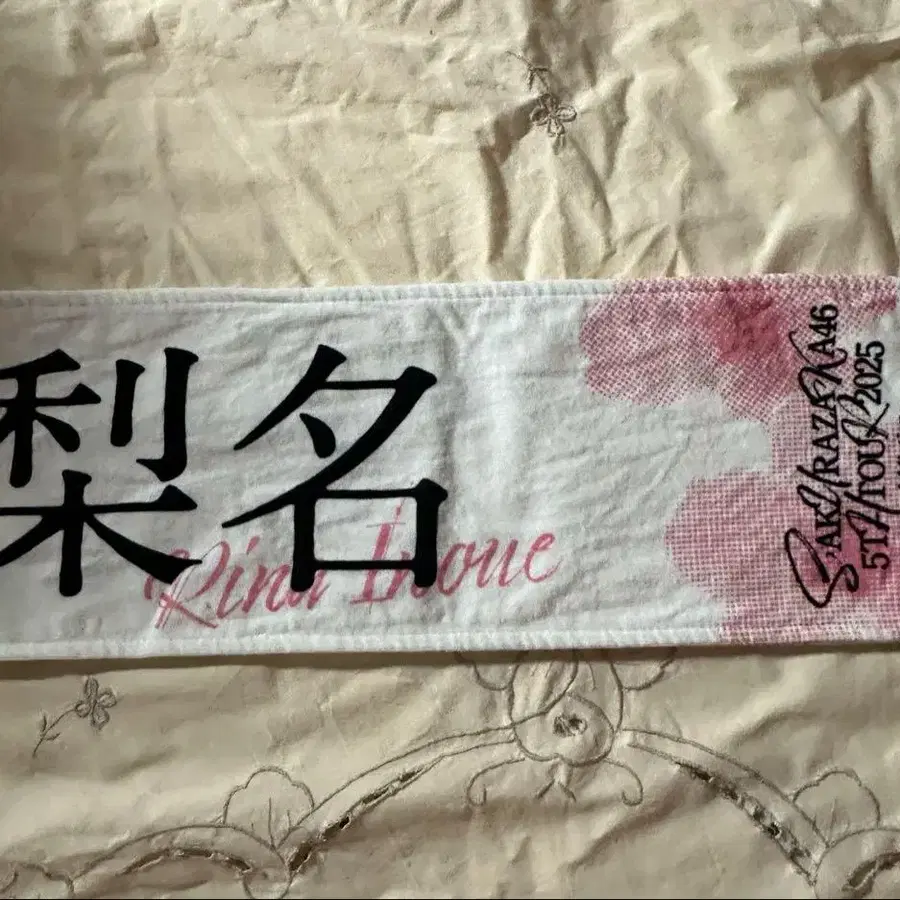 梨名
Rina Inoue
SAKURAZAKA46
5TH TOUR 2025